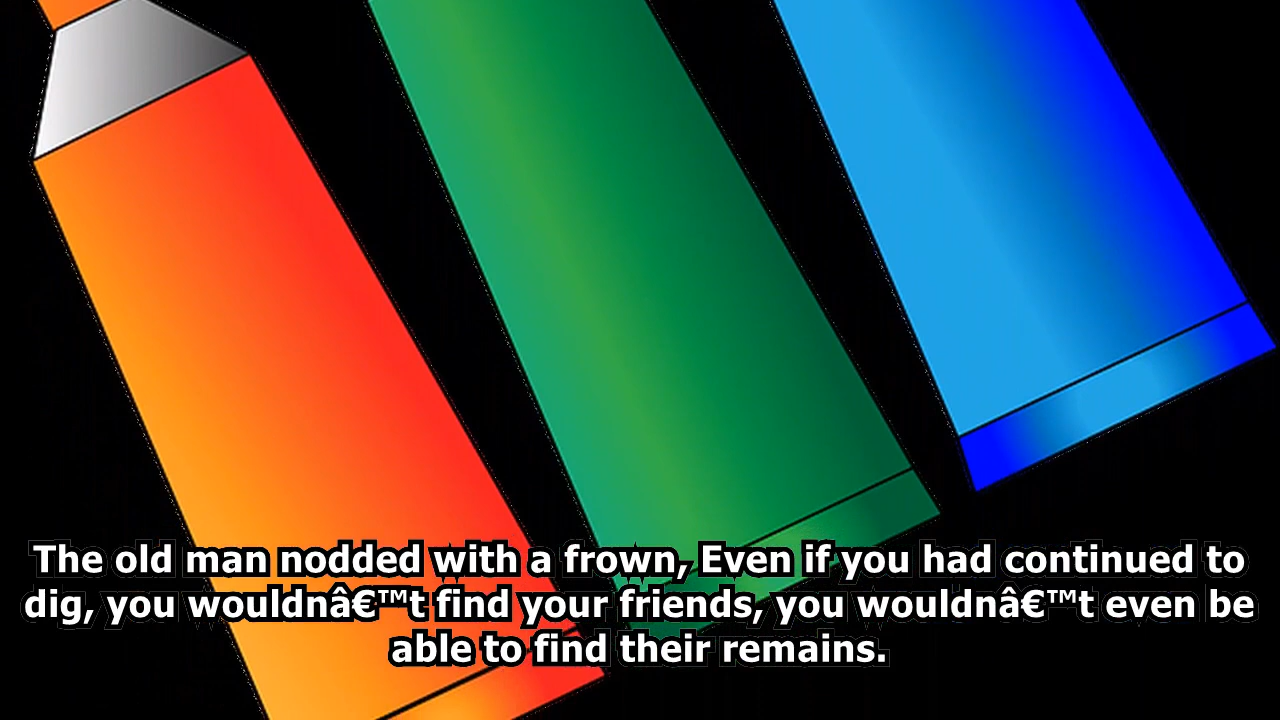 The old man nodded with a frown, Even if you had continued to
dig, you wouldnâ€™t find your friends, you wouldnâ€™t even be
able to find their remains.